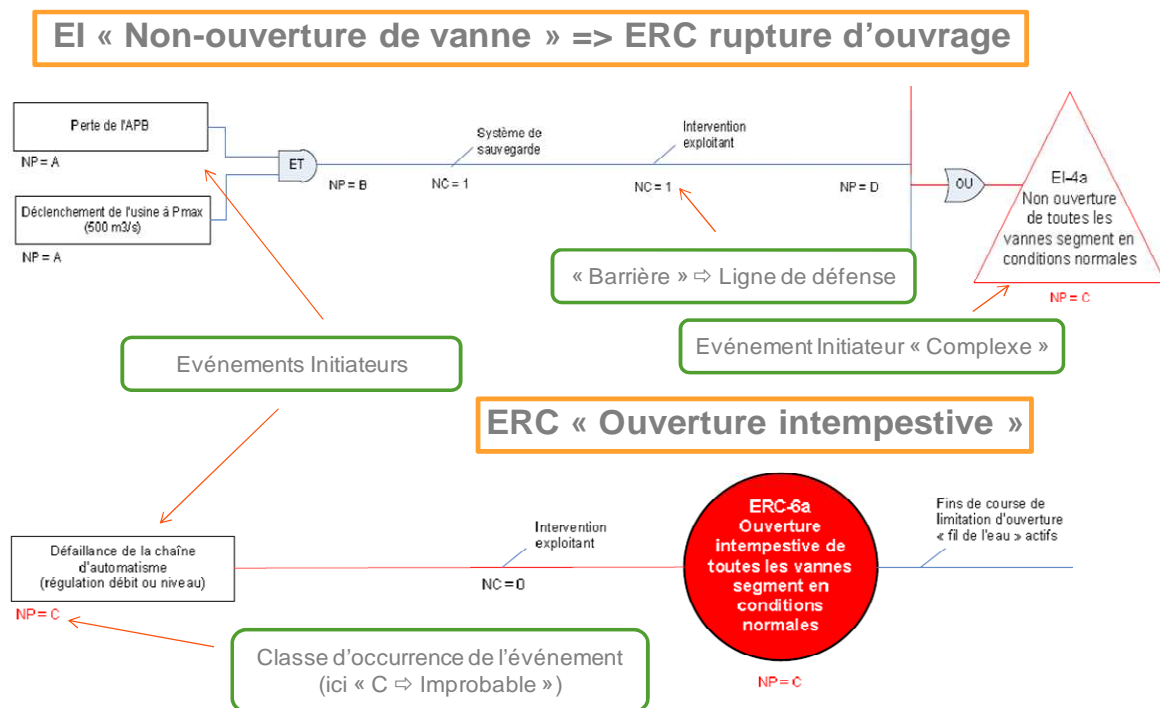 EI « Non-ouverture de vanne » => ERC rupture d’ouvrage
Perte de l'APB
NP = A
ET
Déclenchement de l'usine à Pmax
(500 m3/s)
NP = A
NP = B
Système de
sauvegarde
NC = 1
Intervention
exploitant
NC = 1
NP = D
OU
EI-4a
Non ouverture
de toutes les
vannes segment en
conditions normales
NP = C
« Barrière » ⇨ Ligne de défense
Evénements Initiateurs
Evénement Initiateur « Complexe »
ERC « Ouverture intempestive »
Défaillance de la chaîne
d'automatisme
(régulation débit ou niveau)
NP = C
Intervention
exploitant
NC = 0
ERC-6a
Ouverture
intempestive de
toutes les vannes
segment en
conditions
normales
NP = C
Fins de course de
limitation d'ouverture
« fil de l'eau » actifs
Classe d’occurrence de l’événement
(ici « C ⇨ Improbable »)